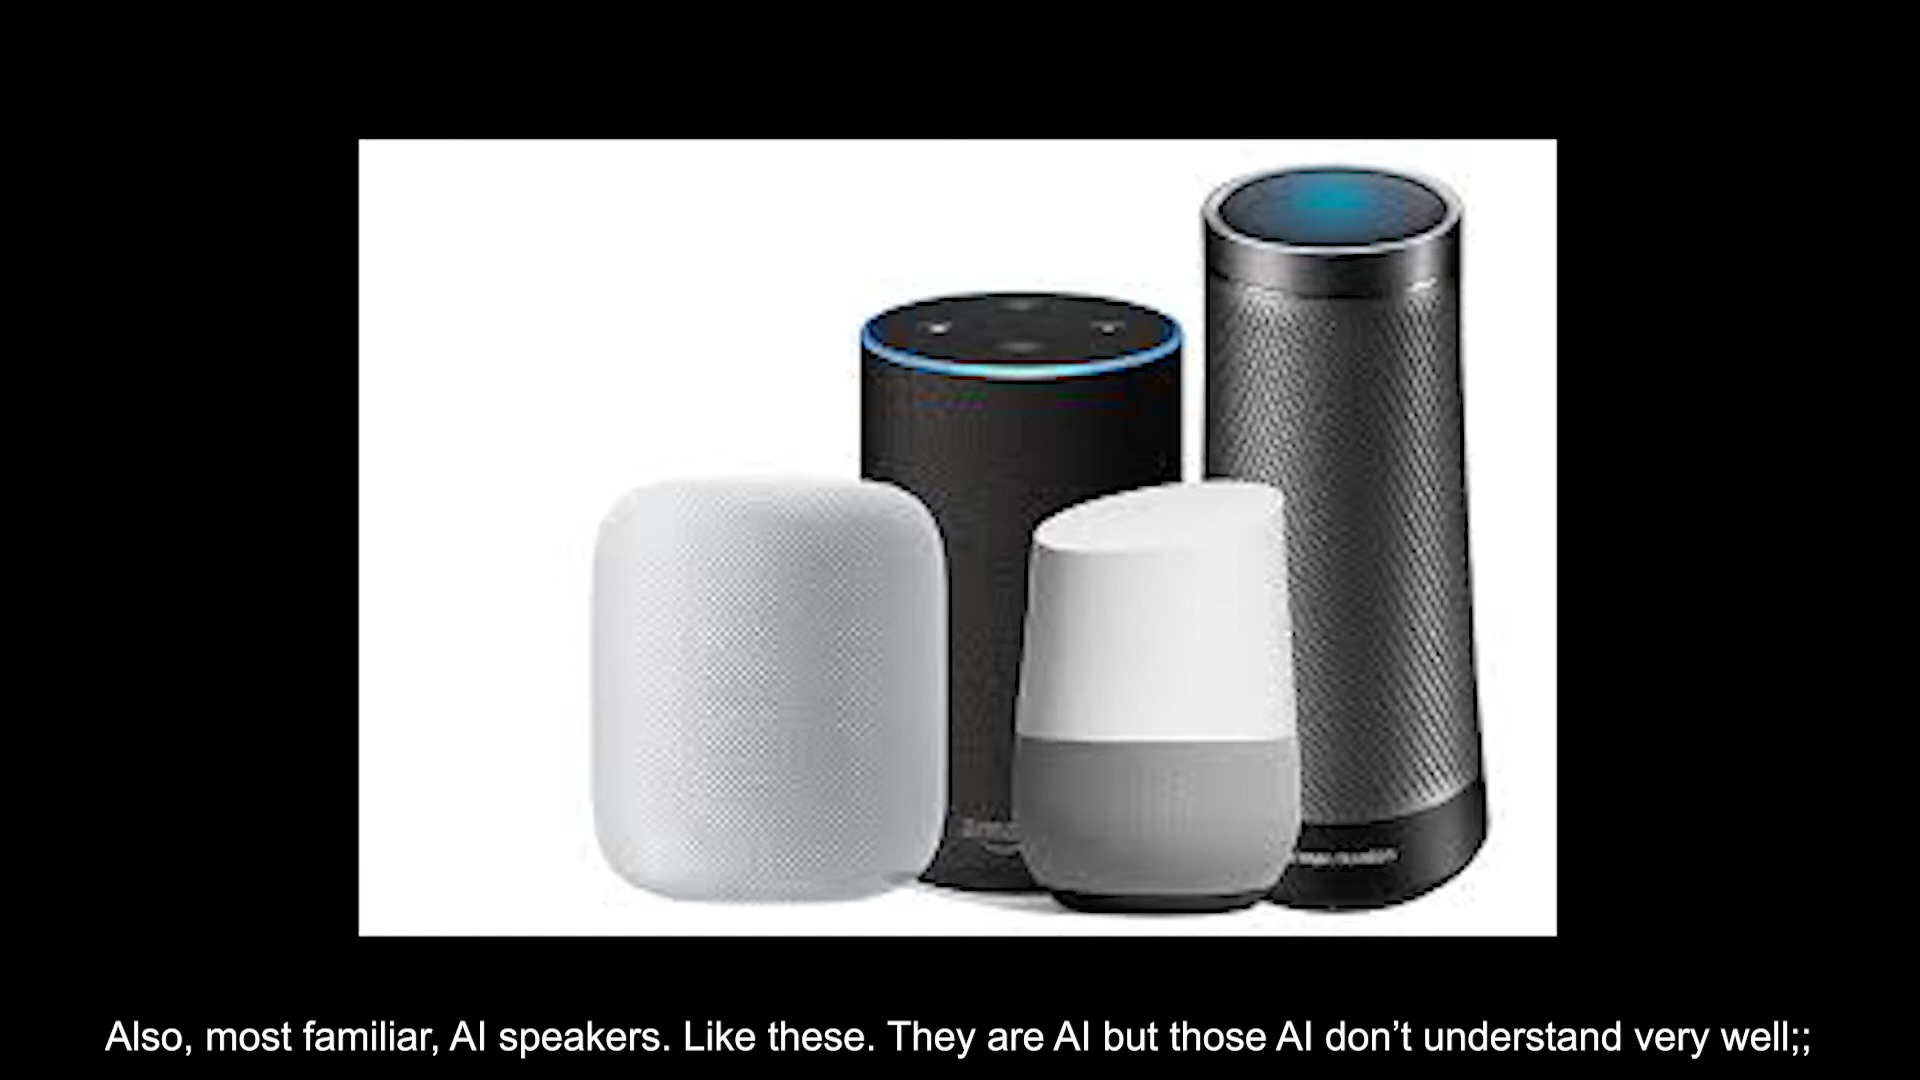 Also, most familiar, AI speakers. Like these. They are AI but those AI don’t understand very well;;